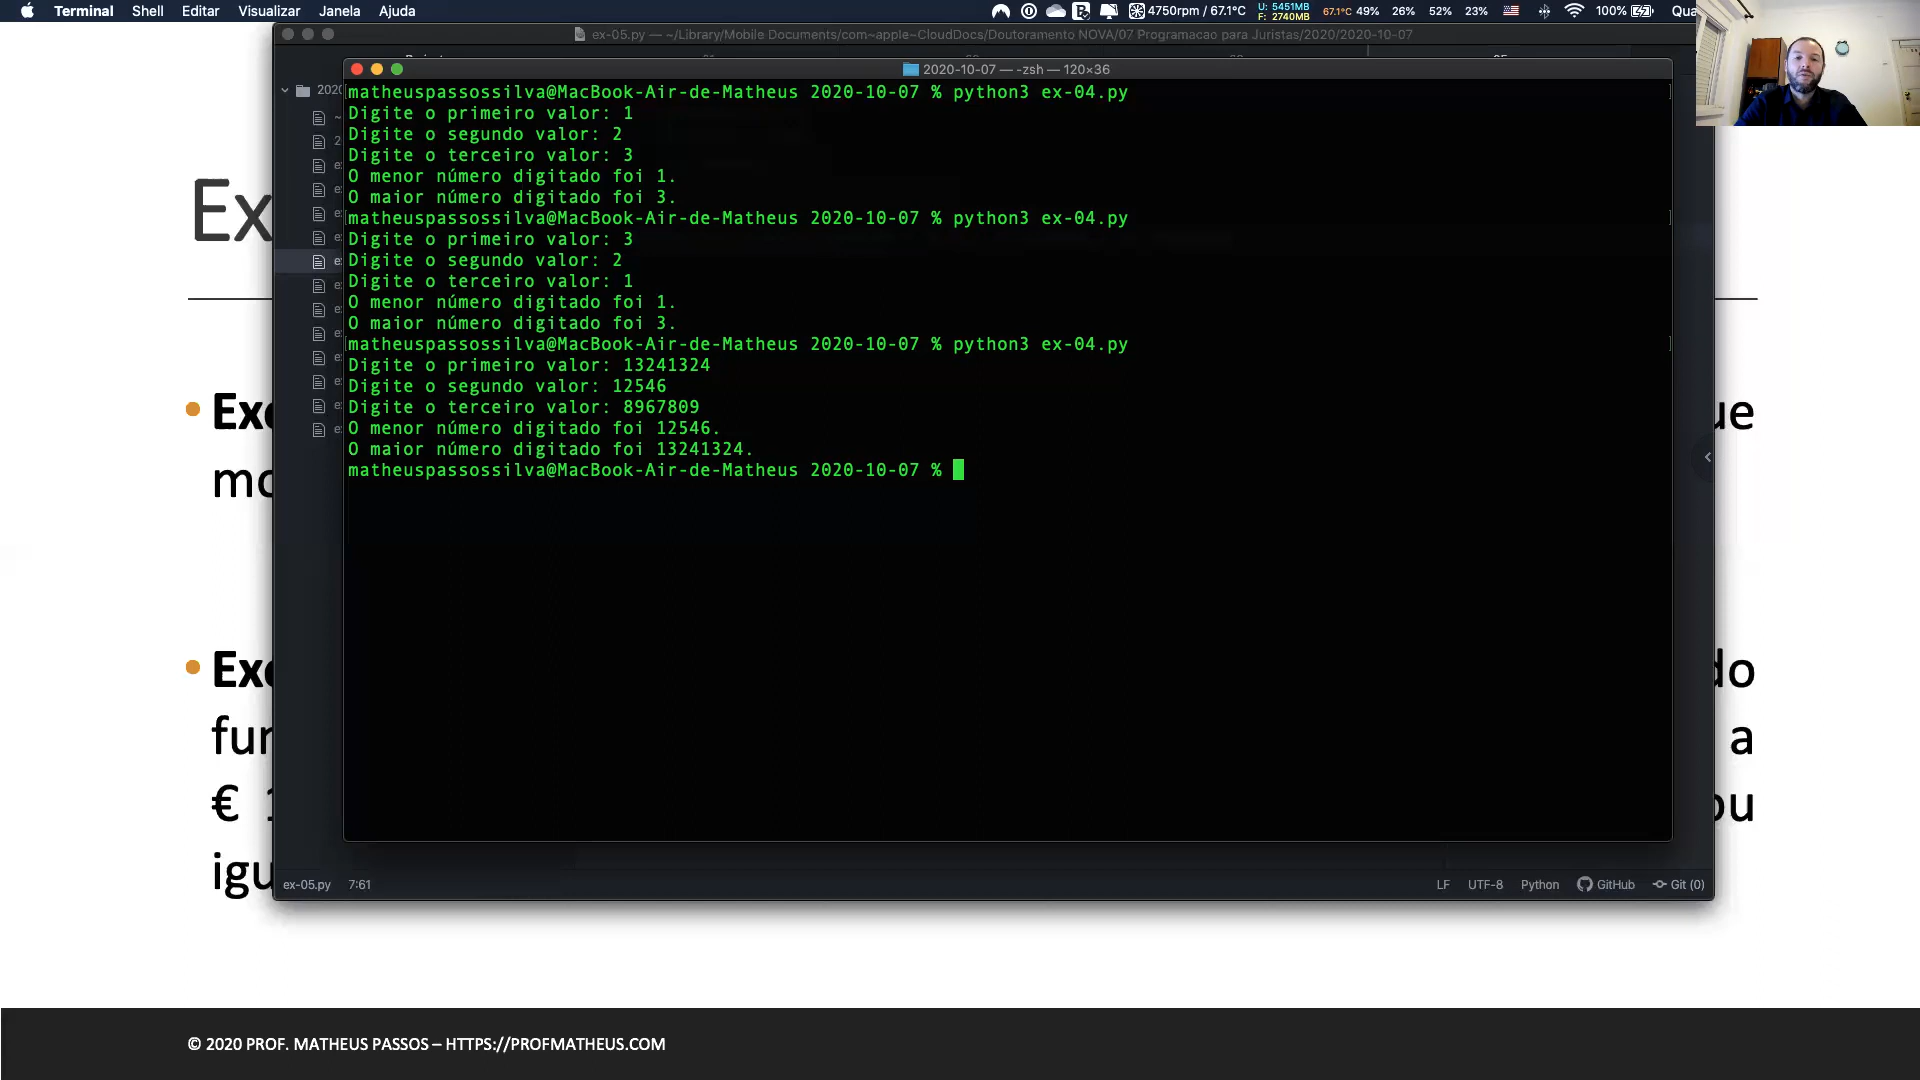 Terminal Shell Editar Visualizar Janela Ajuda 4750rpm / 67.1°C U: 5451MB F: 2740MB 67.1°C 49% 26% 52% 23% 100% Qua
ex-05.py — ~/Library/Mobile Documents/com~apple~CloudDocs/Doutoramento NOVA/07 Programacao para Juristas/2020/2020-10-07
2020-10-07 — -zsh — 120×36
matheuspassossilva@MacBook-Air-de-Matheus 2020-10-07 % python3 ex-04.py
Digite o primeiro valor: 1
Digite o segundo valor: 2
Digite o terceiro valor: 3
O menor número digitado foi 1.
O maior número digitado foi 3.
matheuspassossilva@MacBook-Air-de-Matheus 2020-10-07 % python3 ex-04.py
Digite o primeiro valor: 3
Digite o segundo valor: 2
Digite o terceiro valor: 1
O menor número digitado foi 1.
O maior número digitado foi 3.
matheuspassossilva@MacBook-Air-de-Matheus 2020-10-07 % python3 ex-04.py
Digite o primeiro valor: 13241324
Digite o segundo valor: 12546
Digite o terceiro valor: 8967809
O menor número digitado foi 12546.
O maior número digitado foi 13241324.
matheuspassossilva@MacBook-Air-de-Matheus 2020-10-07 %
ex-05.py 7:61 LF UTF-8 Python GitHub Git (0)
© 2020 PROF. MATHEUS PASSOS – HTTPS://PROFMATHEUS.COM